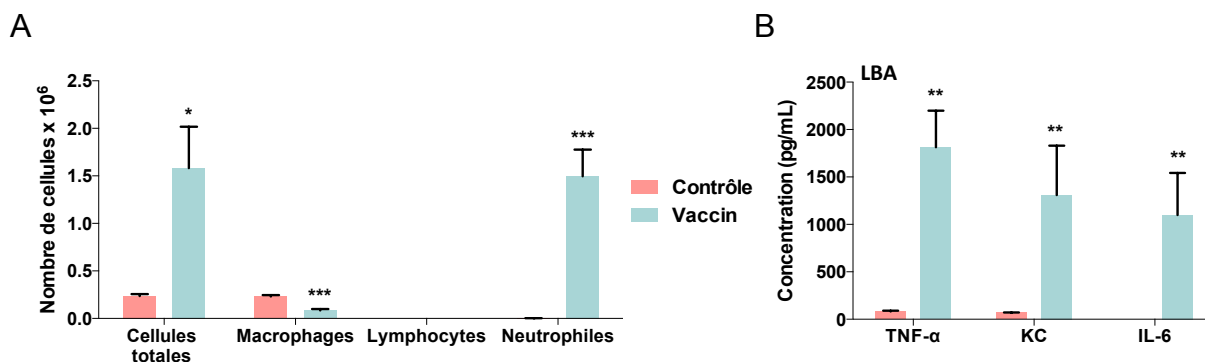 A
Nombre de cellules x 10⁶
2.5
2.0
1.5
1.0
0.5
0.0
*
***
***
Cellules
totales
Macrophages
Lymphocytes
Neutrophiles
Contrôle
Vaccin
B
LBA
Concentration (pg/mL)
2500
2000
1500
1000
500
0
**
**
**
TNF-α
KC
IL-6